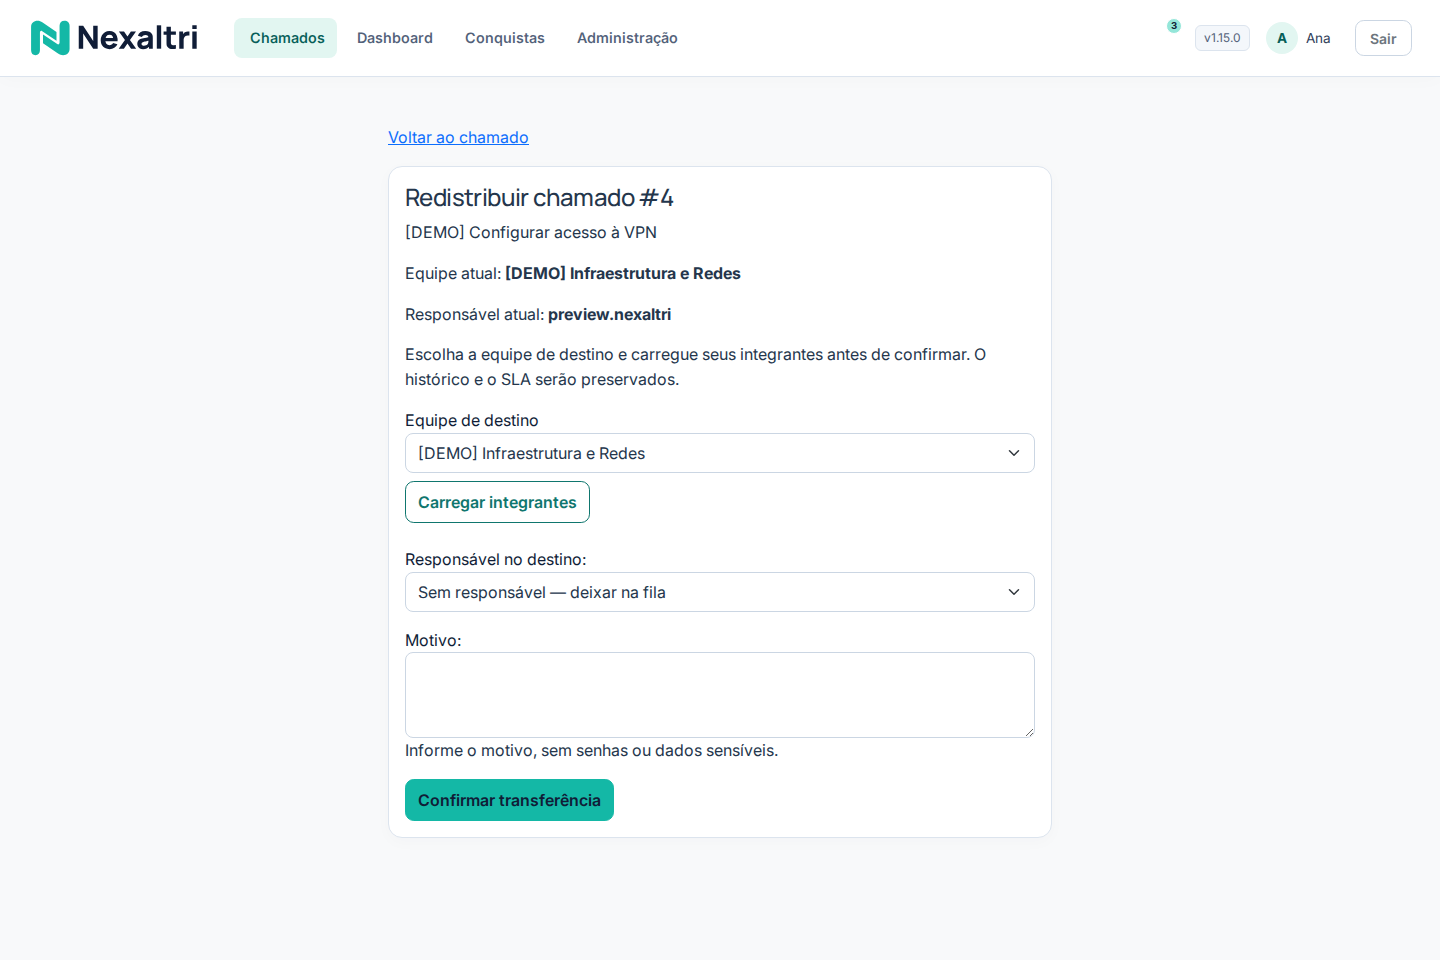 Nexaltri
Chamados
Dashboard
Conquistas
Administração
3
v1.15.0
A
Ana
Sair
Voltar ao chamado
Redistribuir chamado #4
[DEMO] Configurar acesso à VPN
Equipe atual: [DEMO] Infraestrutura e Redes
Responsável atual: preview.nexaltri
Escolha a equipe de destino e carregue seus integrantes antes de confirmar. O
histórico e o SLA serão preservados.
Equipe de destino
[DEMO] Infraestrutura e Redes
Carregar integrantes
Responsável no destino:
Sem responsável — deixar na fila
Motivo:
Informe o motivo, sem senhas ou dados sensíveis.
Confirmar transferência